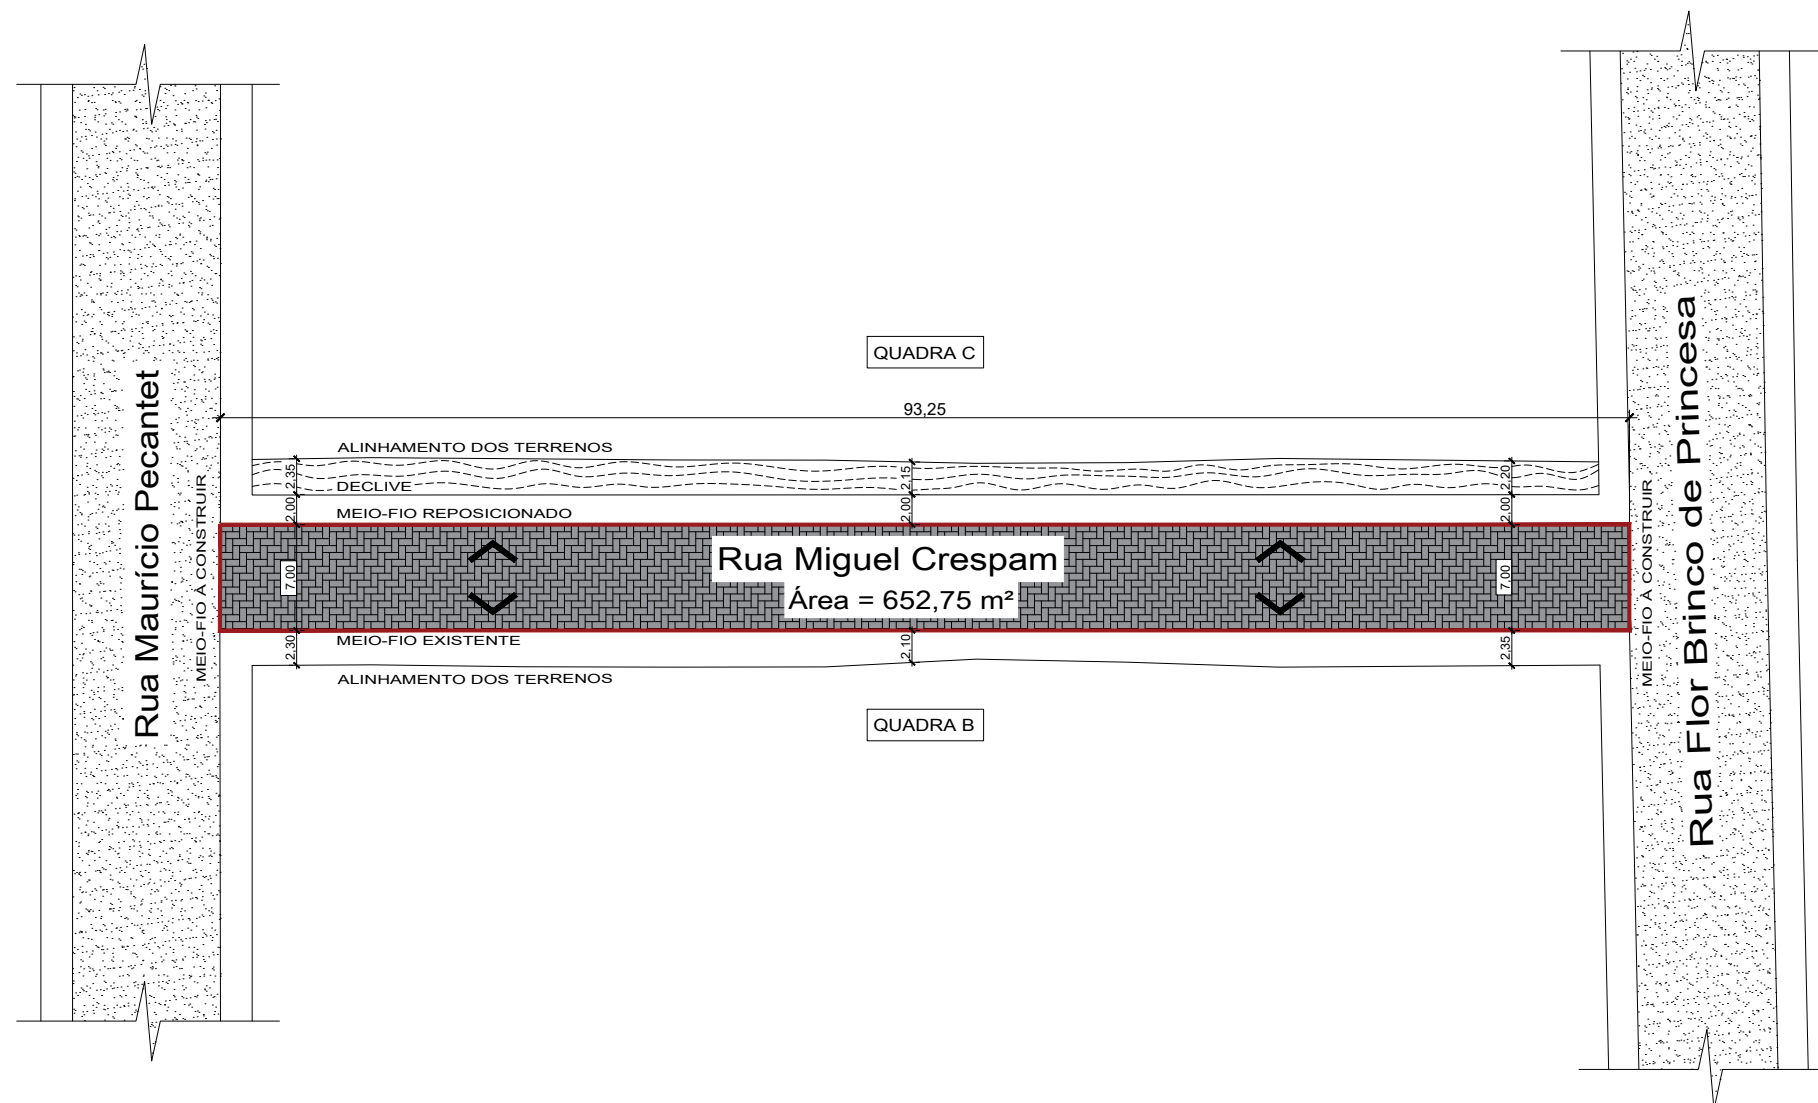 QUADRA C
93,25
ALINHAMENTO DOS TERRENOS
2.35
2.15
2.20
DECLIVE
2.00
2.00
2.00
MEIO-FIO REPOSICIONADO
Rua Maurício Pecantet
MEIO-FIO À CONSTRUIR
7.00
Rua Miguel Crespam
Área = 652,75 m²
7.00
MEIO-FIO À CONSTRUIR
Rua Flor Brinco de Princesa
2.30
MEIO-FIO EXISTENTE
2.10
2.35
ALINHAMENTO DOS TERRENOS
QUADRA B